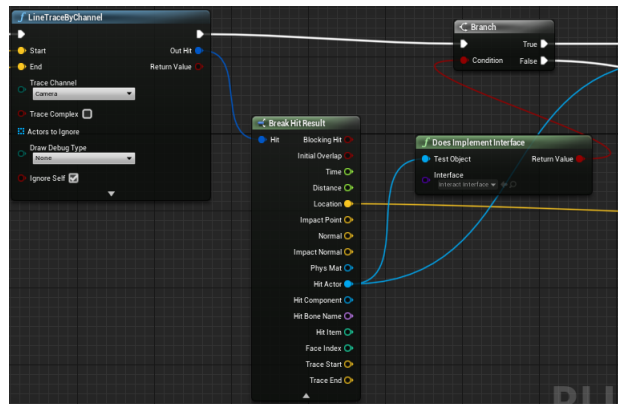 LineTraceByChannel
Start
Out Hit
End
Return Value
Trace Channel
Camera
Trace Complex
Actors to Ignore
Draw Debug Type
None
Ignore Self
Branch
True
Condition
False
Break Hit Result
Hit
Blocking Hit
Initial Overlap
Time
Distance
Location
Impact Point
Normal
Impact Normal
Phys Mat
Hit Actor
Hit Component
Hit Bone Name
Hit Item
Face Index
Trace Start
Trace End
Does Implement Interface
Test Object
Return Value
Interface
Interact Interface